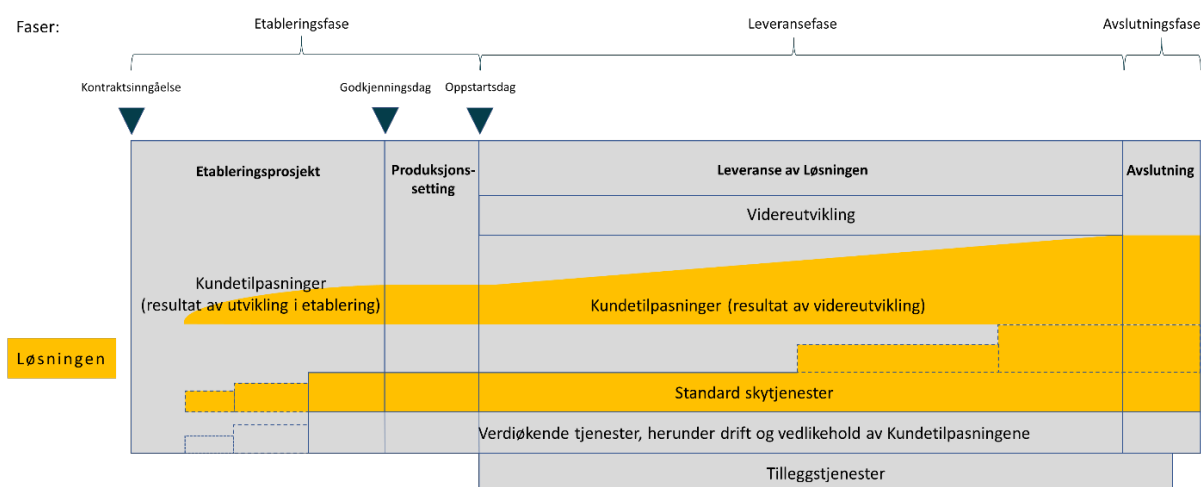 Faser:
Etableringsfase
Leveransefase
Avslutningsfase
Kontraktsinngåelse
Godkjenningsdag
Oppstartsdag
Etableringsprosjekt
Produksjons-
setting
Leveranse av Løsningen
Avslutning
Videreutvikling
Kundetilpasninger
(resultat av utvikling i etablering)
Kundetilpasninger (resultat av videreutvikling)
Løsningen
Standard skytjenester
Verdiøkende tjenester, herunder drift og vedlikehold av Kundetilpasningene
Tilleggstjenester